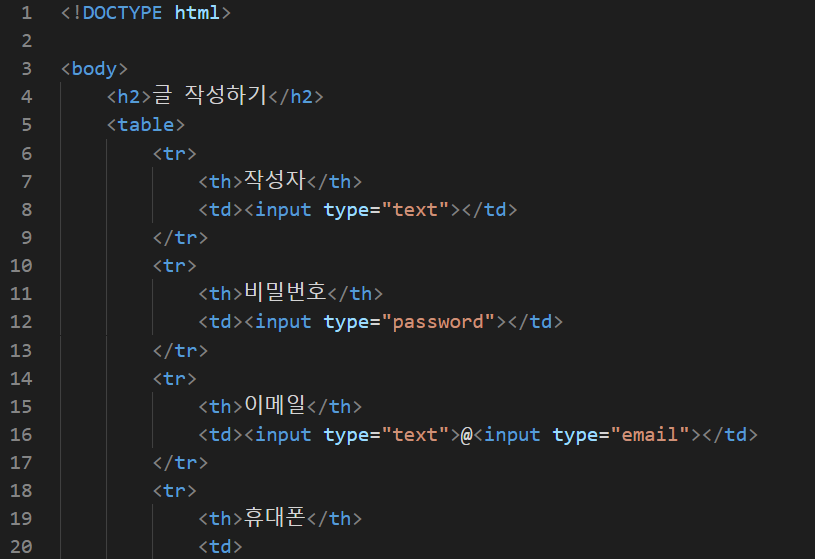 1 <!DOCTYPE html>
2
3 <body>
4 <h2>글 작성하기</h2>
5 <table>
6 <tr>
7 <th>작성자</th>
8 <td><input type="text"></td>
9 </tr>
10 <tr>
11 <th>비밀번호</th>
12 <td><input type="password"></td>
13 </tr>
14 <tr>
15 <th>이메일</th>
16 <td><input type="text">@<input type="email"></td>
17 </tr>
18 <tr>
19 <th>휴대폰</th>
20 <td>